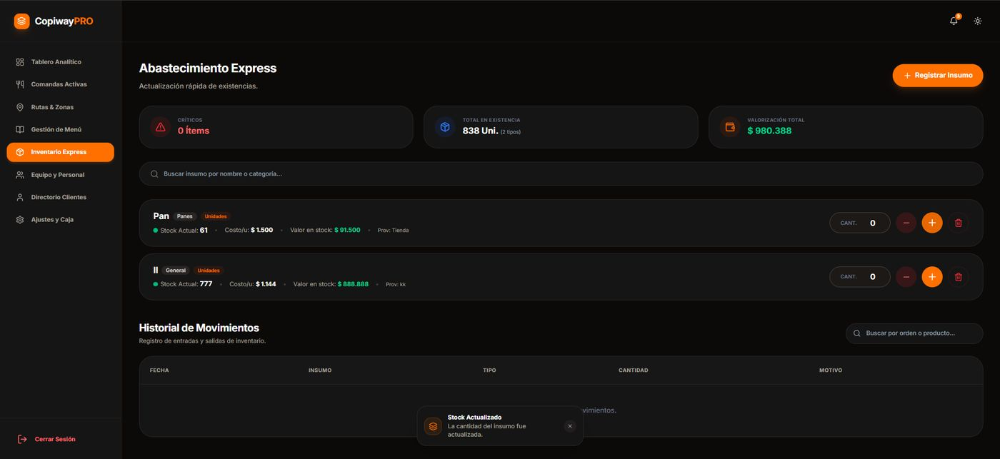 CopiwayPRO
3
Tablero Analítico
Comandas Activas
Rutas & Zonas
Gestión de Menú
Inventario Express
Equipo y Personal
Directorio Clientes
Ajustes y Caja
Cerrar Sesión
Abastecimiento Express
Actualización rápida de existencias.
+ Registrar Insumo
CRÍTICOS
0 Ítems
TOTAL EN EXISTENCIA
838 Uni. (2 tipos)
VALORIZACIÓN TOTAL
$ 980.388
Buscar insumo por nombre o categoría...
Pan Panes Unidades
Stock Actual: 61 • Costo/u: $ 1.500 • Valor en stock: $ 91.500 • Prov: Tienda
CANT. 0
II General Unidades
Stock Actual: 777 • Costo/u: $ 1.144 • Valor en stock: $ 888.888 • Prov: kk
CANT. 0
Historial de Movimientos
Registro de entradas y salidas de inventario.
Buscar por orden o producto...
FECHA INSUMO TIPO CANTIDAD MOTIVO
Stock Actualizado
La cantidad del insumo fue
actualizada.